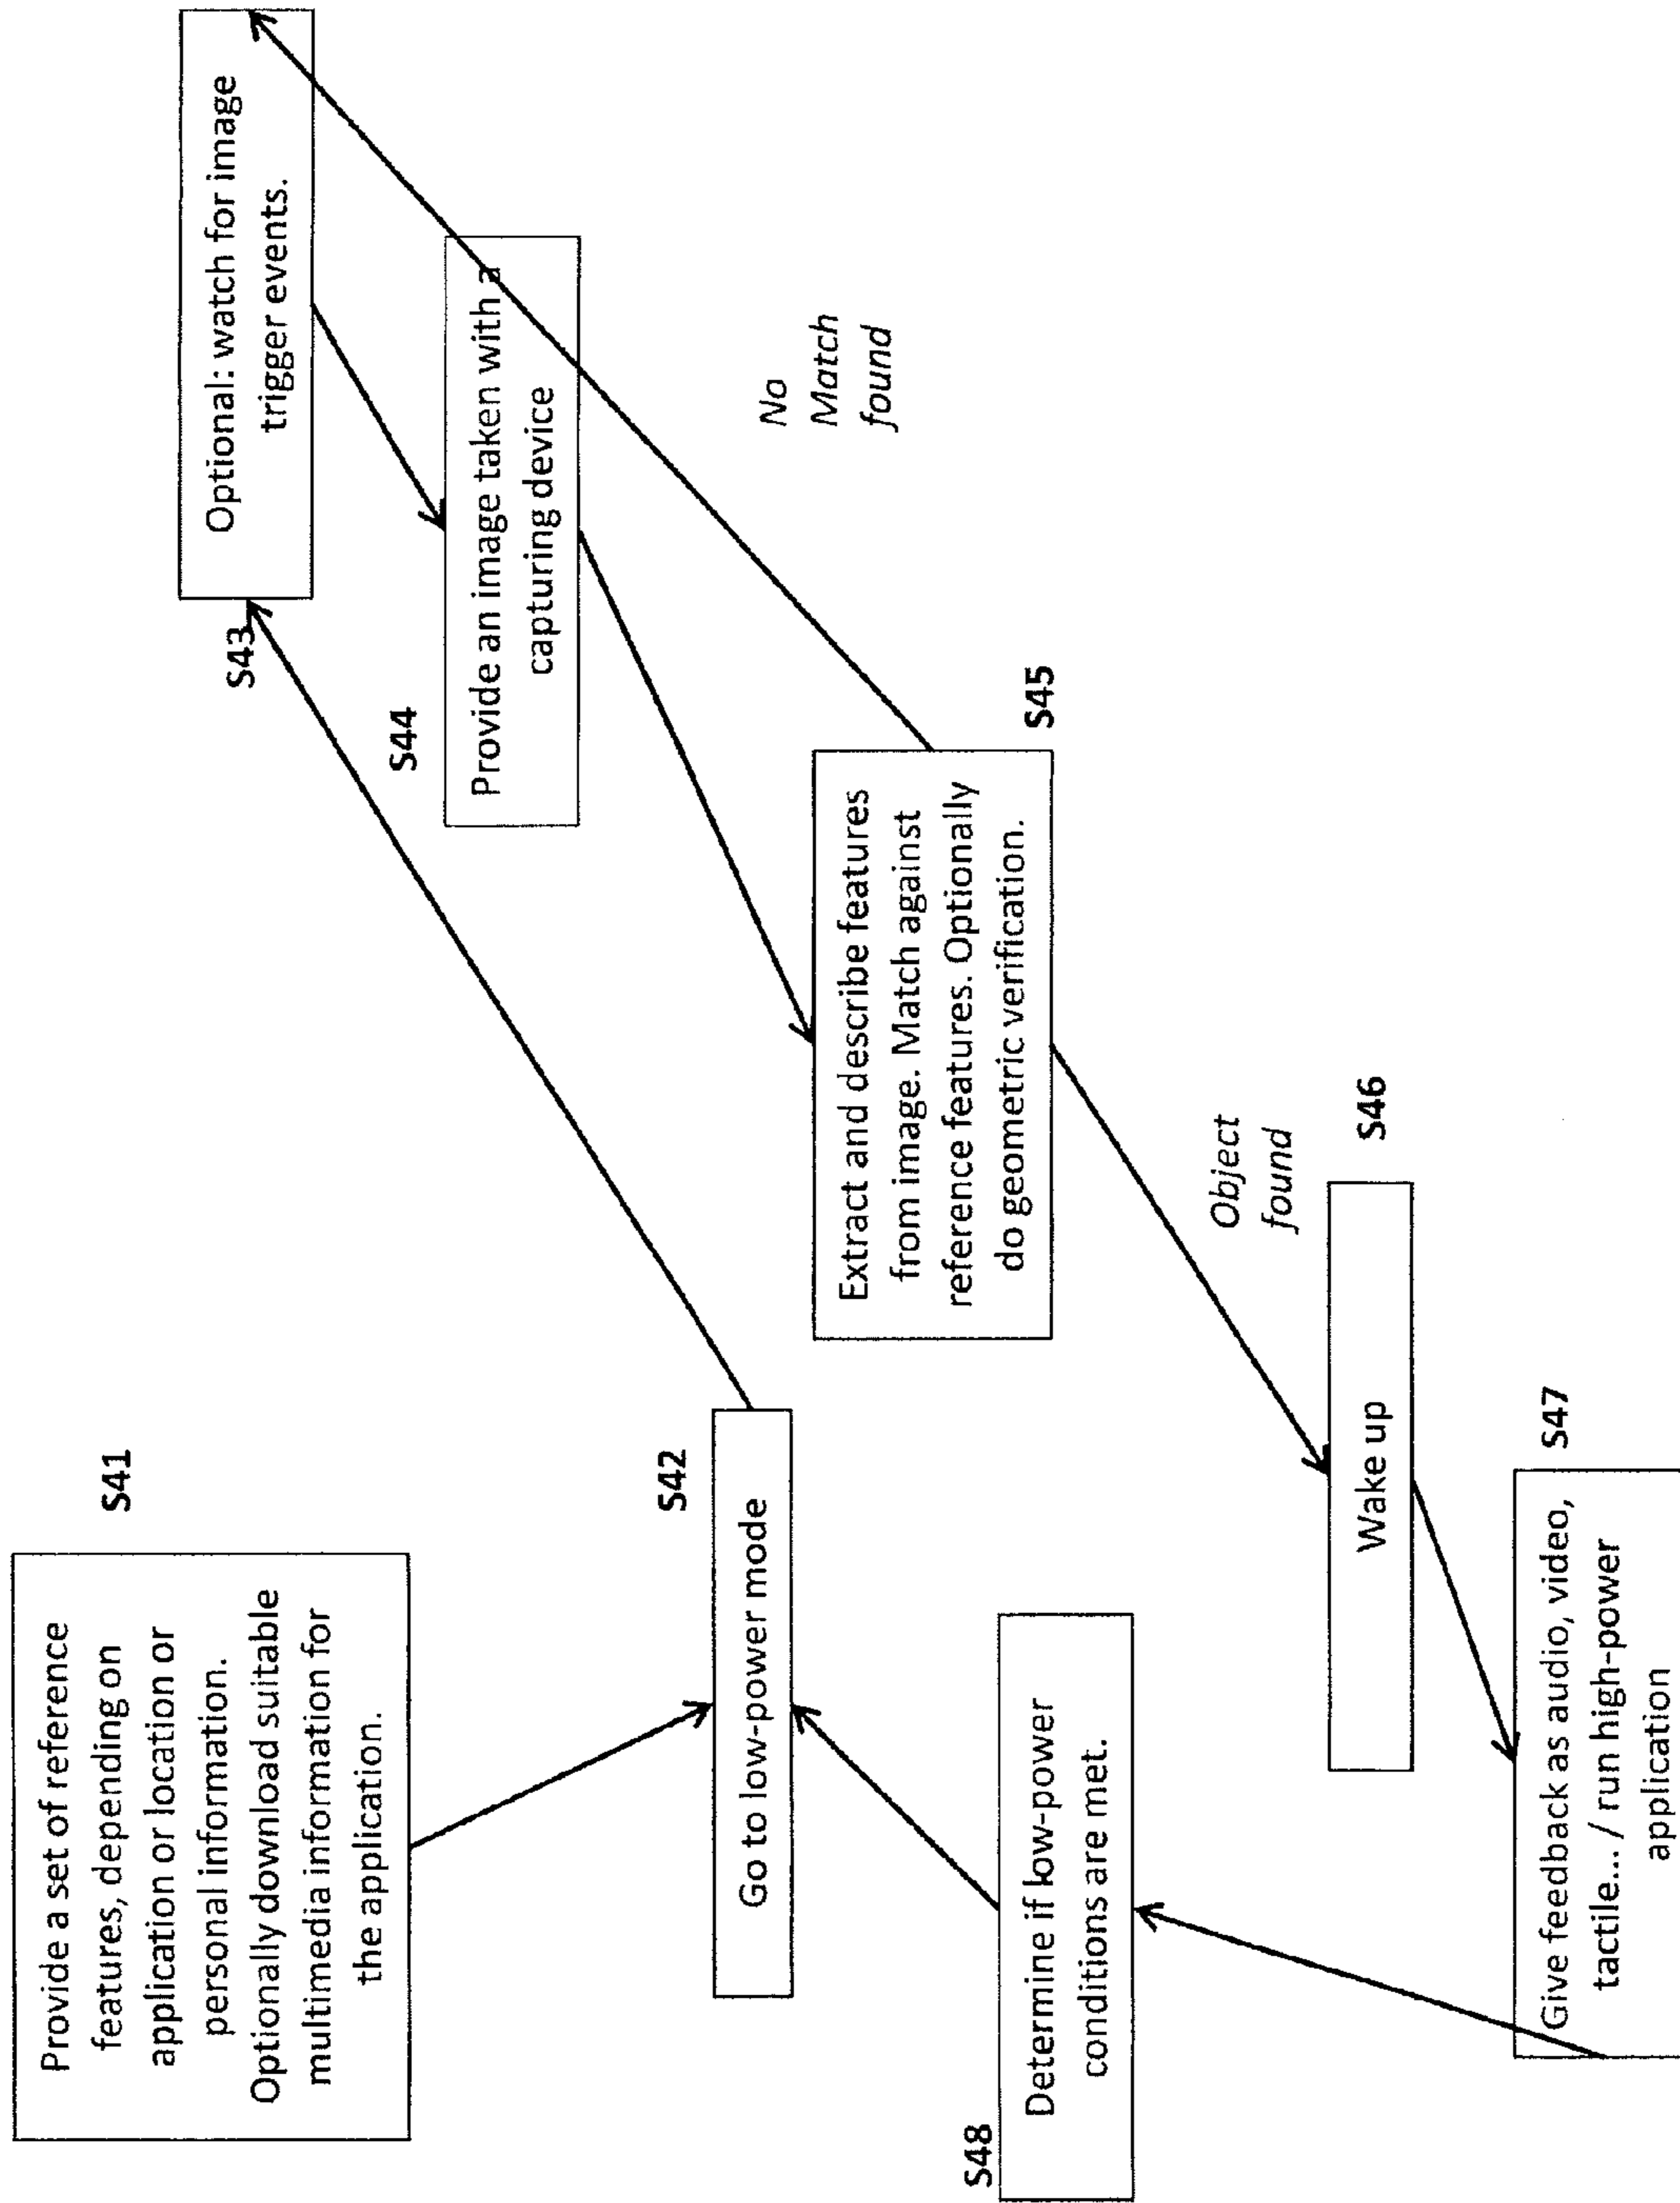 S41
Provide a set of reference
features, depending on
application or location or
personal information.
Optionally download suitable
multimedia information for
the application.
S42
Go to low-power mode
S43
Optional: watch for image
trigger events.
S44
Provide an image taken with a
capturing device
No
Match
found
Extract and describe features
from image. Match against
reference features. Optionally
do geometric verification.
S45
Object
found
S46
Wake up
S47
Give feedback as audio, video,
tactile... / run high-power
application
S48
Determine if low-power
conditions are met.